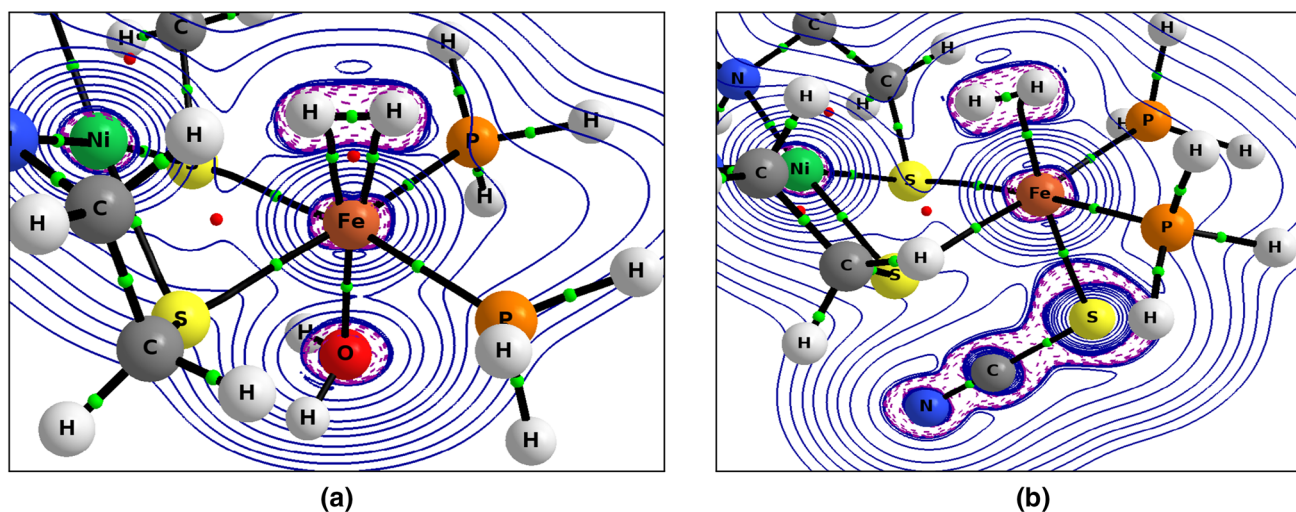 H C H
H H P H
Ni H
S H
C Fe
H H
S P
H O H
C H
H H H
H
(a)
C H
N C H
H H H P
H H
C Ni S Fe
P
C H S H
H
S H
C
N
(b)